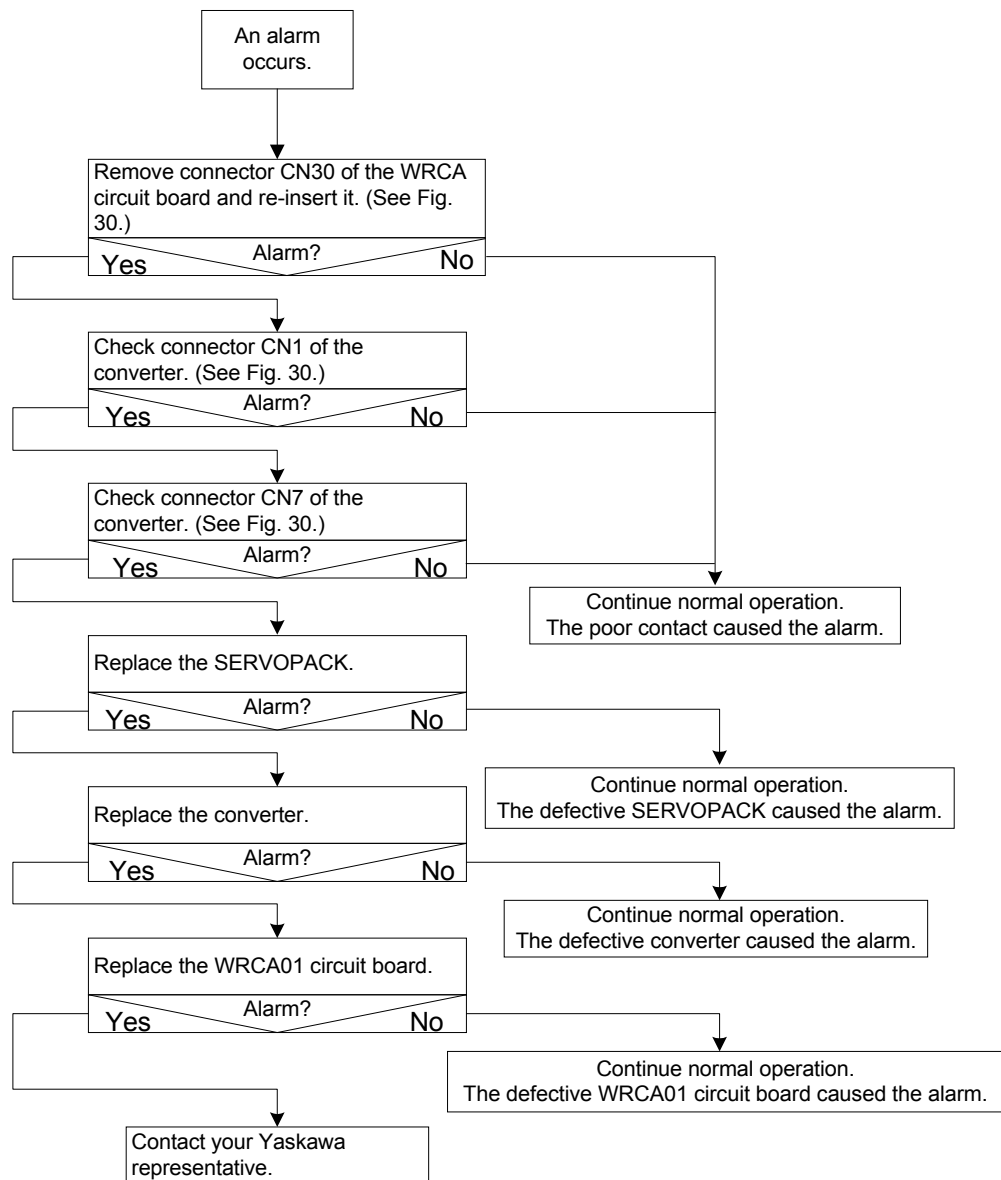 An alarm
occurs.
Remove connector CN30 of the WRCA
circuit board and re-insert it. (See Fig.
30.)
Alarm?
Yes
No
Check connector CN1 of the
converter. (See Fig. 30.)
Alarm?
Yes
No
Check connector CN7 of the
converter. (See Fig. 30.)
Alarm?
Yes
No
Continue normal operation.
The poor contact caused the alarm.
Replace the SERVOPACK.
Alarm?
Yes
No
Continue normal operation.
The defective SERVOPACK caused the alarm.
Replace the converter.
Alarm?
Yes
No
Continue normal operation.
The defective converter caused the alarm.
Replace the WRCA01 circuit board.
Alarm?
Yes
No
Continue normal operation.
The defective WRCA01 circuit board caused the alarm.
Contact your Yaskawa
representative.